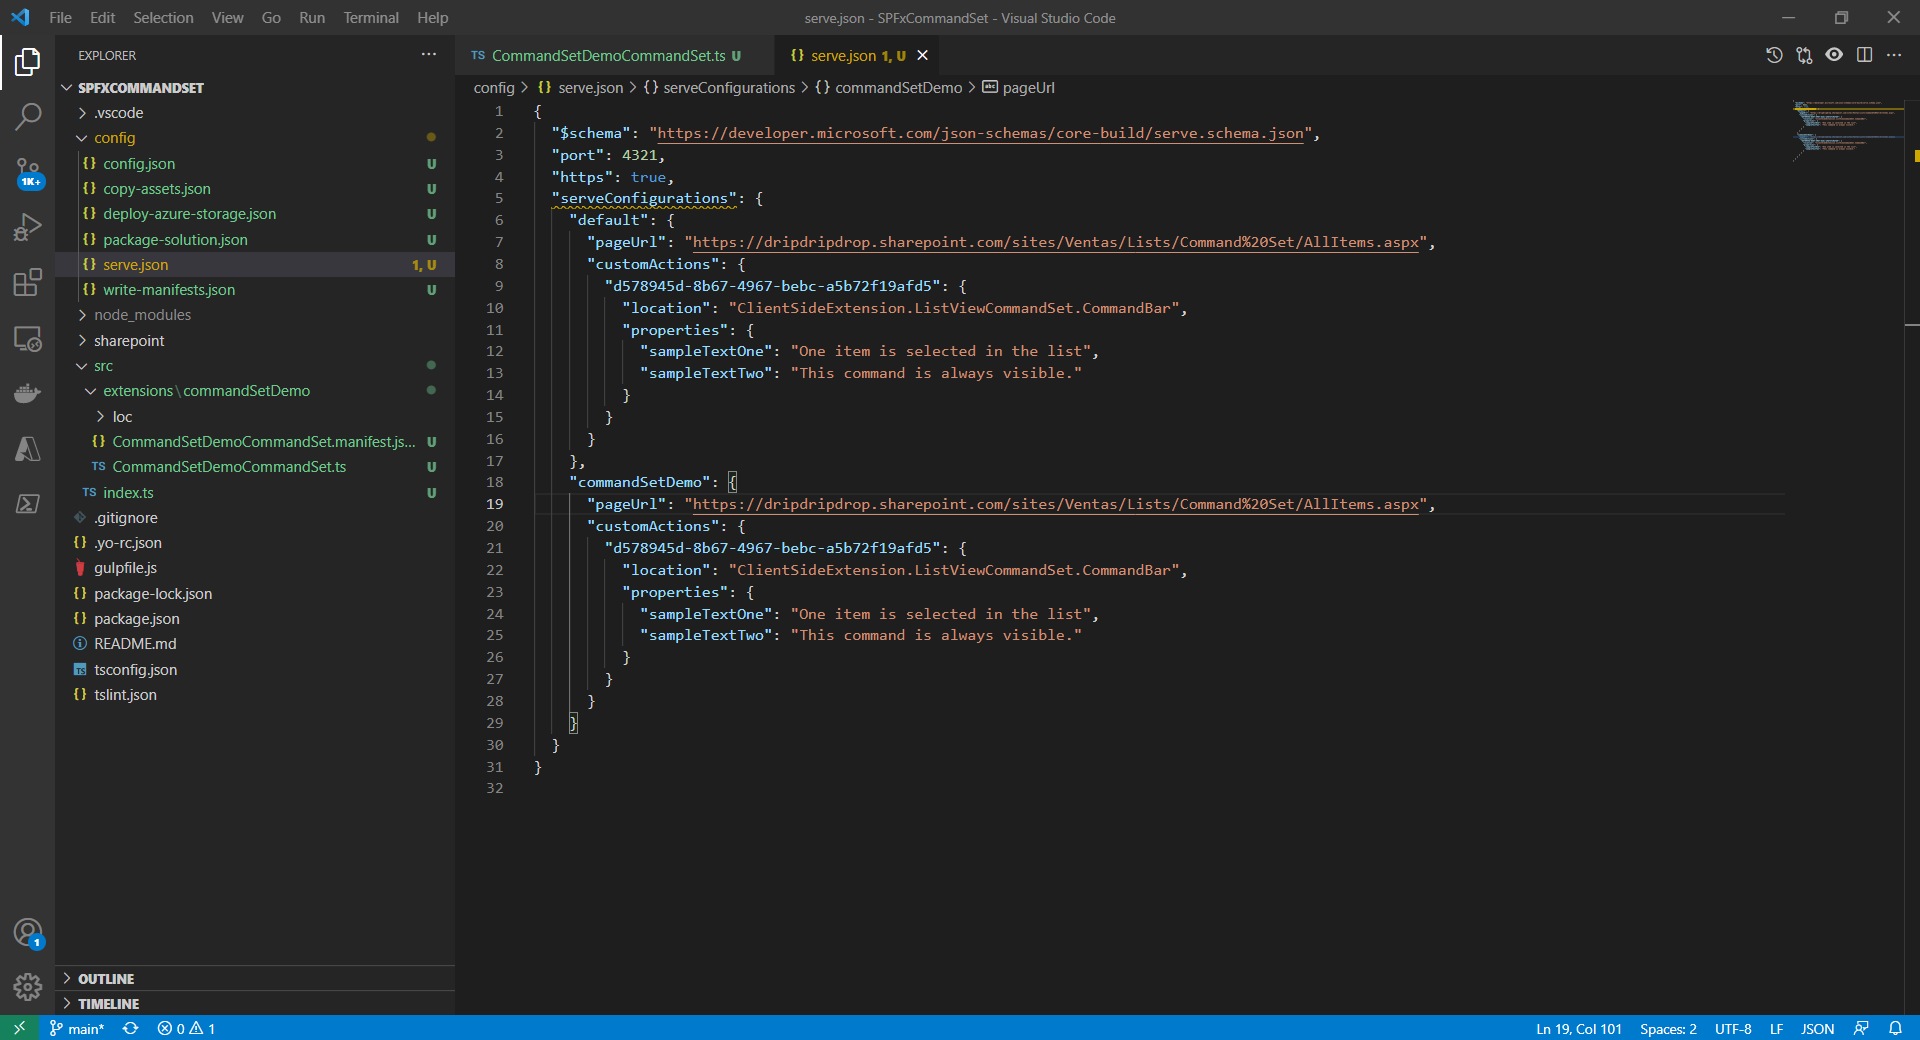 File Edit Selection View Go Run Terminal Help
serve.json - SPFxCommandSet - Visual Studio Code
EXPLORER
SPFXCOMMANDSET
.vscode
config
config.json U
copy-assets.json U
deploy-azure-storage.json U
package-solution.json U
serve.json 1, U
write-manifests.json U
node_modules
sharepoint
src
extensions\commandSetDemo
loc
CommandSetDemoCommandSet.manifest.js... U
TS CommandSetDemoCommandSet.ts U
TS index.ts U
.gitignore
.yo-rc.json
gulpfile.js
package-lock.json
package.json
README.md
TS tsconfig.json
tslint.json
OUTLINE
TIMELINE
1K+
1
TS CommandSetDemoCommandSet.ts U
{} serve.json 1, U
config > {} serve.json > {} serveConfigurations > {} commandSetDemo > abc pageUrl
1 {
2 "$schema": "https://developer.microsoft.com/json-schemas/core-build/serve.schema.json",
3 "port": 4321,
4 "https": true,
5 "serveConfigurations": {
6 "default": {
7 "pageUrl": "https://dripdripdrop.sharepoint.com/sites/Ventas/Lists/Command%20Set/AllItems.aspx",
8 "customActions": {
9 "d578945d-8b67-4967-bebc-a5b72f19afd5": {
10 "location": "ClientSideExtension.ListViewCommandSet.CommandBar",
11 "properties": {
12 "sampleTextOne": "One item is selected in the list",
13 "sampleTextTwo": "This command is always visible."
14 }
15 }
16 }
17 },
18 "commandSetDemo": {
19 "pageUrl": "https://dripdripdrop.sharepoint.com/sites/Ventas/Lists/Command%20Set/AllItems.aspx",
20 "customActions": {
21 "d578945d-8b67-4967-bebc-a5b72f19afd5": {
22 "location": "ClientSideExtension.ListViewCommandSet.CommandBar",
23 "properties": {
24 "sampleTextOne": "One item is selected in the list",
25 "sampleTextTwo": "This command is always visible."
26 }
27 }
28 }
29 }
30 }
31 }
32
main* 0 1
Ln 19, Col 101 Spaces: 2 UTF-8 LF JSON